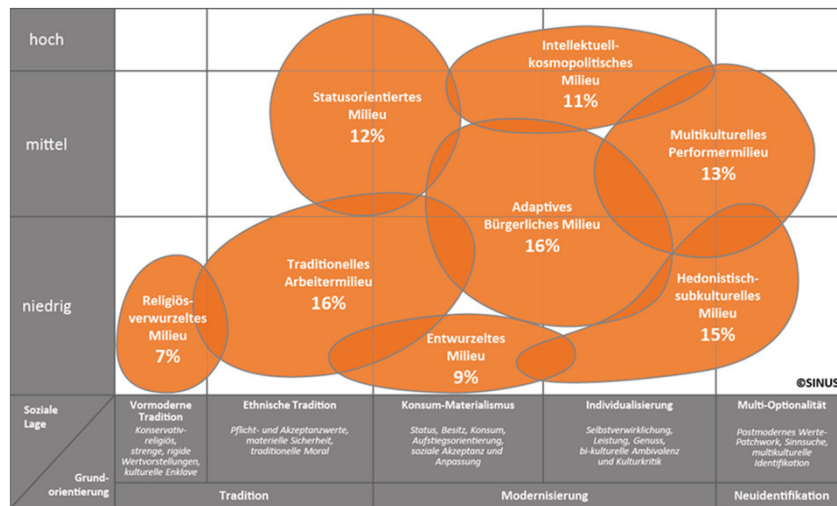 hoch
mittel
niedrig
Intellektuell-
kosmopolitisches
Milieu
11%
Statusorientiertes
Milieu
12%
Multikulturelles
Performermilieu
13%
Adaptives
Bürgerliches Milieu
16%
Traditionelles
Arbeitermilieu
16%
Religiös-
verwurzeltes
Milieu
7%
Hedonistisch-
subkulturelles
Milieu
15%
Entwurzeltes
Milieu
9%
©SINUS
Soziale
Lage
Grund-
orientierung
Vormoderne
Tradition
Konservativ-
religiös,
strenge, rigide
Wertvorstellungen,
kulturelle Enklave
Ethnische Tradition
Pflicht- und Akzeptanzwerte,
materielle Sicherheit,
traditionelle Moral
Konsum-Materialismus
Status, Besitz, Konsum,
Aufstiegsorientierung,
soziale Akzeptanz und
Anpassung
Individualisierung
Selbstverwirklichung,
Leistung, Genuss,
bi-kulturelle Ambivalenz
und Kulturkritik
Multi-Optionalität
Postmodernes Werte-
Patchwork, Sinnsuche,
multikulturelle
Identifikation
Tradition
Modernisierung
Neuidentifikation